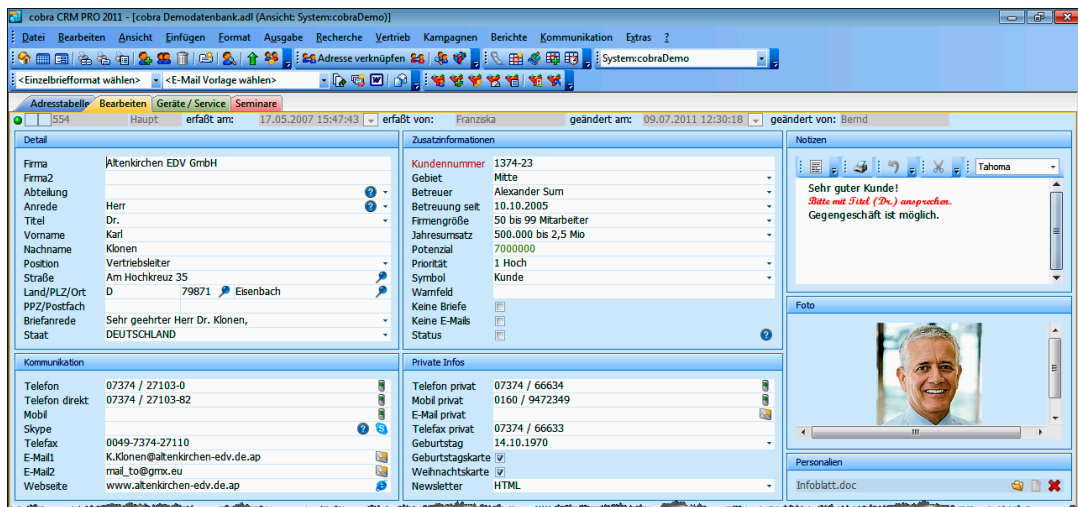 cobra CRM PRO 2011 - [cobra Demodatenbank.adl (Ansicht: System:cobraDemo)]
Datei Bearbeiten Ansicht Einfügen Format Ausgabe Recherche Vertrieb Kampagnen Berichte Kommunikation Extras ?
Adresse verknüpfen System:cobraDemo
<Einzelbriefformat wählen> <E-Mail Vorlage wählen>
Adresstabelle Bearbeiten Geräte / Service Seminare
554 Haupt erfaßt am: 17.05.2007 15:47:43 erfaßt von: Franziska geändert am: 09.07.2011 12:30:18 geändert von: Bernd
Detail
Firma Altenkirchen EDV GmbH
Firma2
Abteilung
Anrede Herr
Titel Dr.
Vorname Karl
Nachname Klonen
Position Vertriebsleiter
Straße Am Hochkreuz 35
Land/PLZ/Ort D 79871 Eisenbach
PPZ/Postfach
Briefanrede Sehr geehrter Herr Dr. Klonen,
Staat DEUTSCHLAND
Zusatzinformationen
Kundennummer 1374-23
Gebiet Mitte
Betreuer Alexander Sum
Betreuung seit 10.10.2005
Firmengröße 50 bis 99 Mitarbeiter
Jahresumsatz 500.000 bis 2,5 Mio
Potenzial 7000000
Priorität 1 Hoch
Symbol Kunde
Warnfeld
Keine Briefe
Keine E-Mails
Status
Notizen
Tahoma
Sehr guter Kunde!
Bitte mit Titel (Dr.) ansprechen.
Gegengeschäft ist möglich.
Foto
Kommunikation
Telefon 07374 / 27103-0
Telefon direkt 07374 / 27103-82
Mobil
Skype
Telefax 0049-7374-27110
E-Mail1 K.Klonen@altenkirchen-edv.de.ap
E-Mail2 mail_to@gmx.eu
Webseite www.altenkirchen-edv.de.ap
Private Infos
Telefon privat 07374 / 66634
Mobil privat 0160 / 9472349
E-Mail privat
Telefax privat 07374 / 66633
Geburtstag 14.10.1970
Geburtstagskarte
Weihnachtskarte
Newsletter HTML
Personalien
Infoblatt.doc